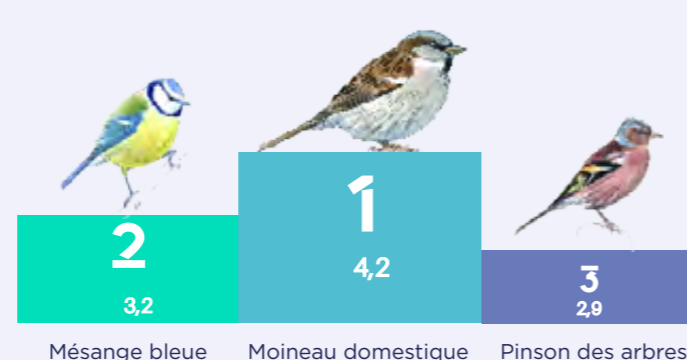 2
3,2
1
4,2
3
2,9
Mésange bleue
Moineau domestique
Pinson des arbres